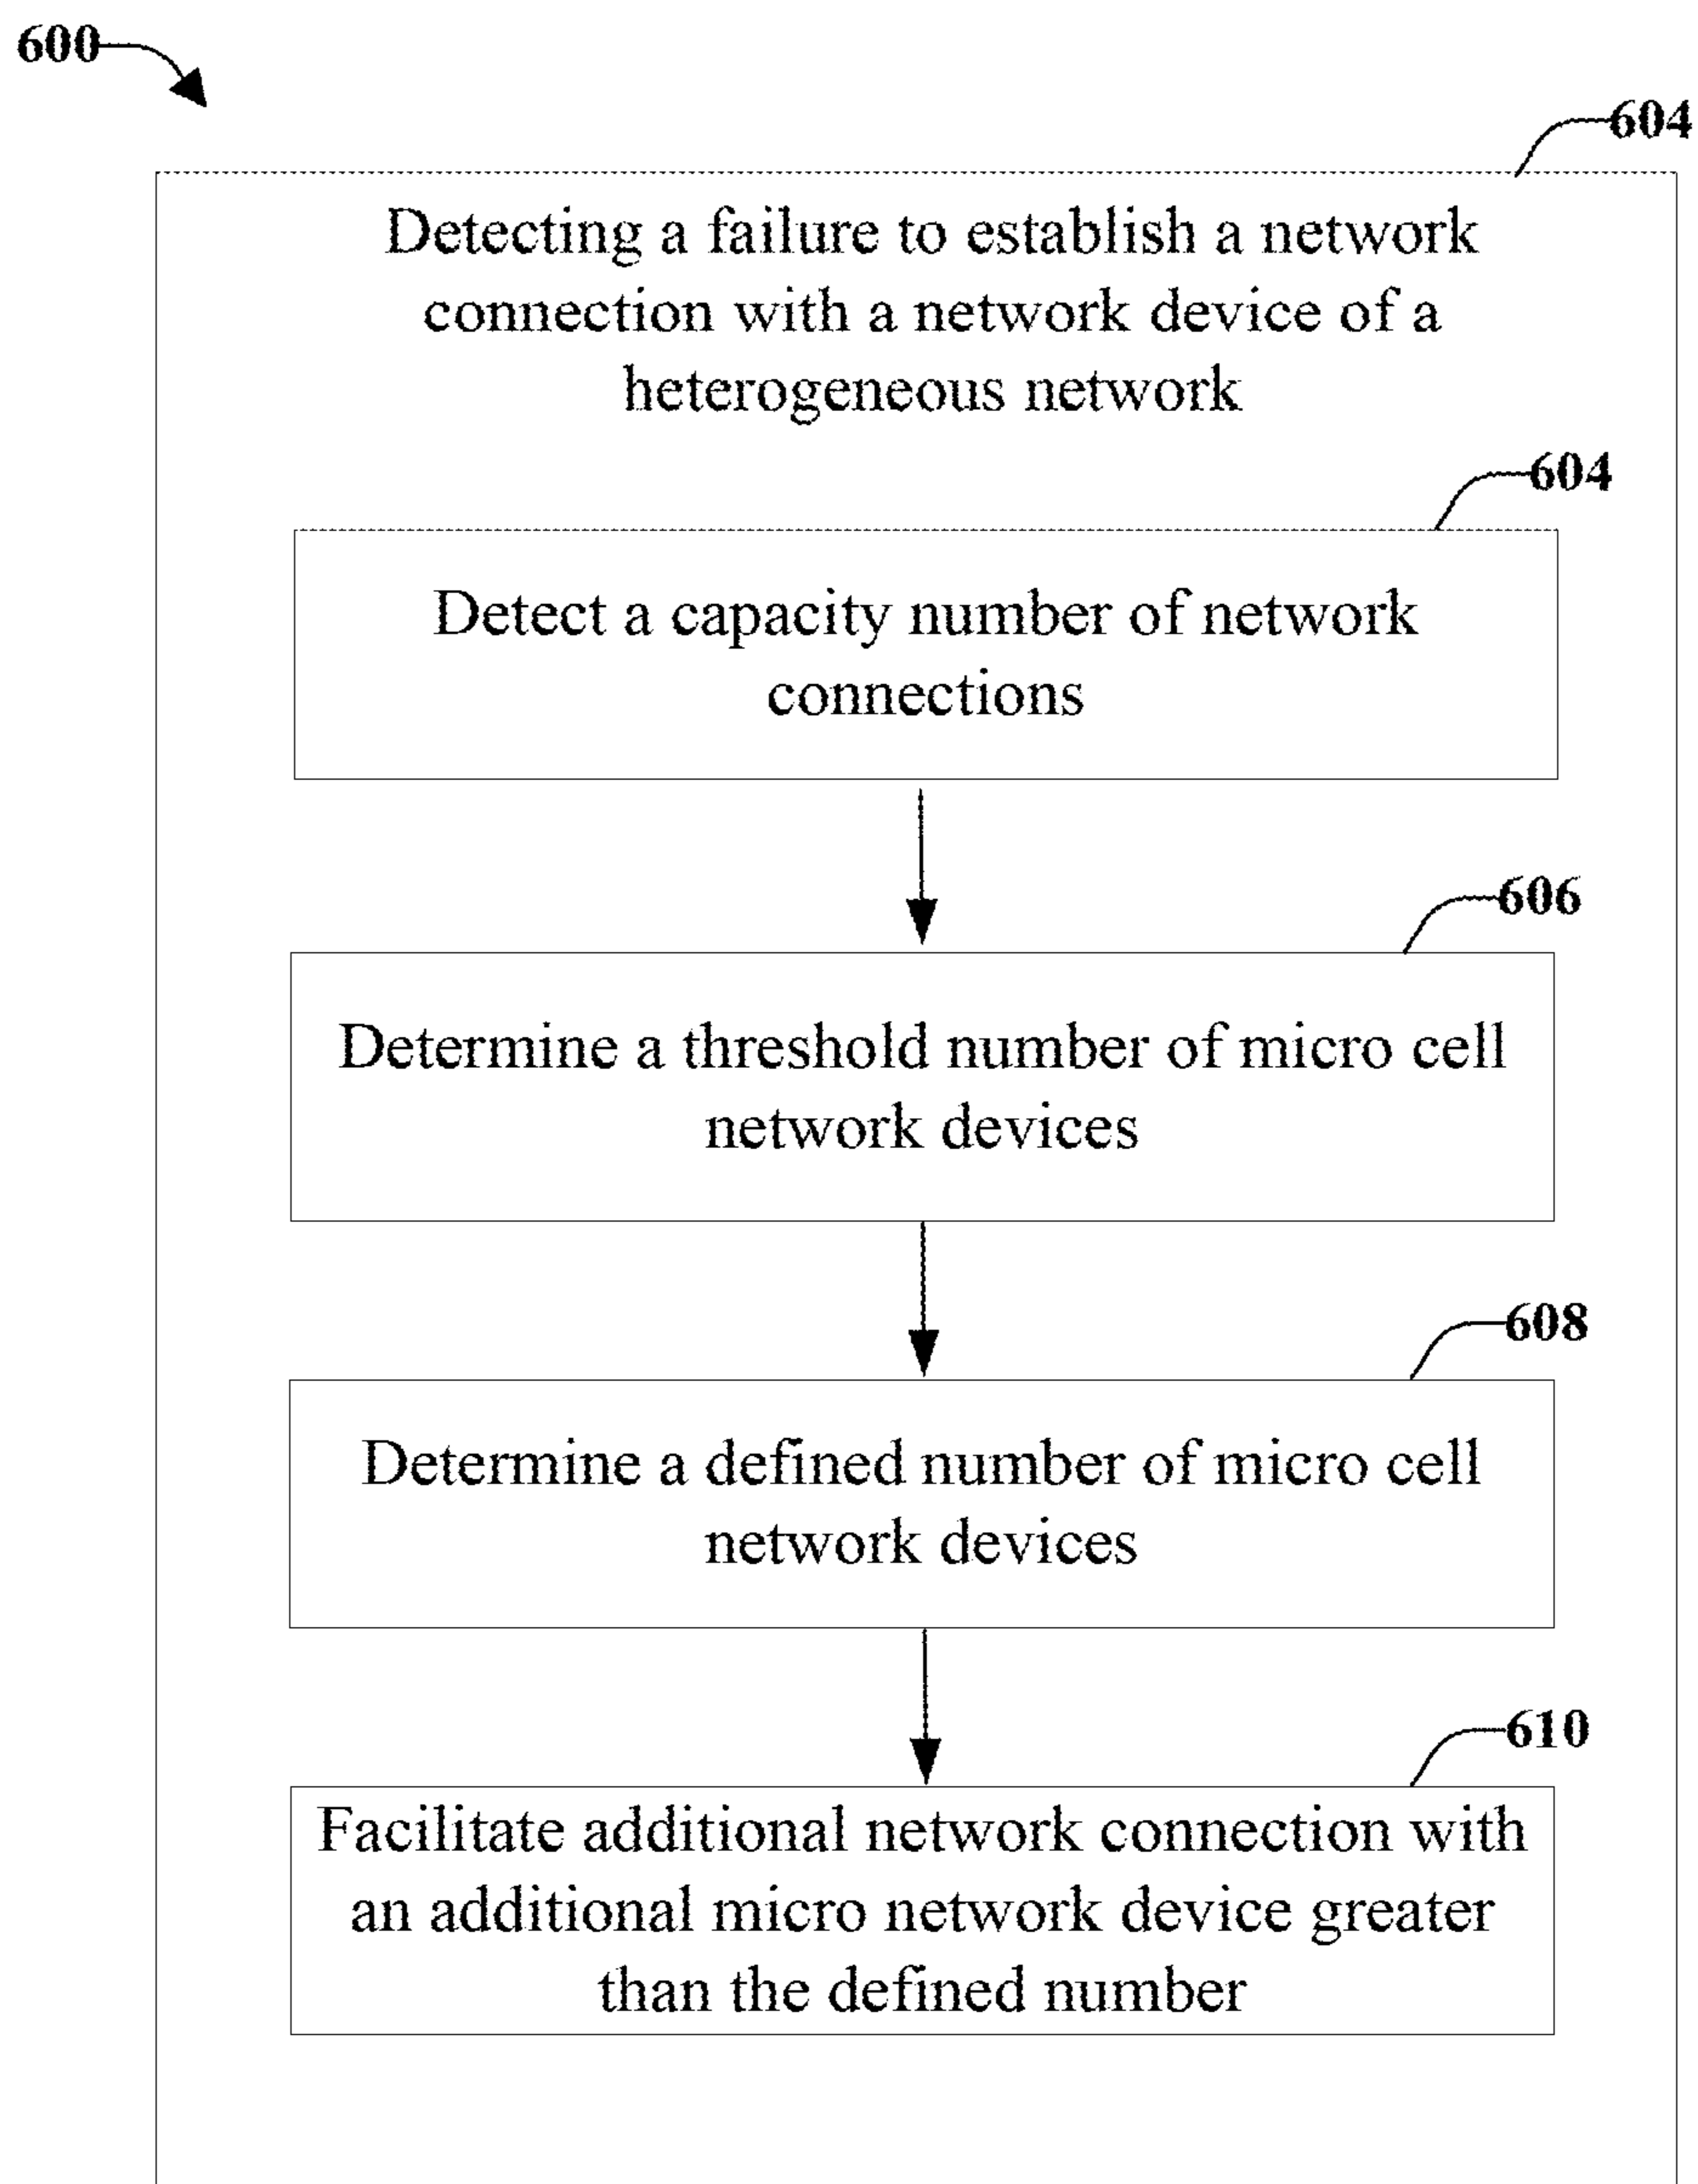 600
604
Detecting a failure to establish a network
connection with a network device of a
heterogeneous network
604
Detect a capacity number of network
connections
606
Determine a threshold number of micro cell
network devices
608
Determine a defined number of micro cell
network devices
610
Facilitate additional network connection with
an additional micro network device greater
than the defined number